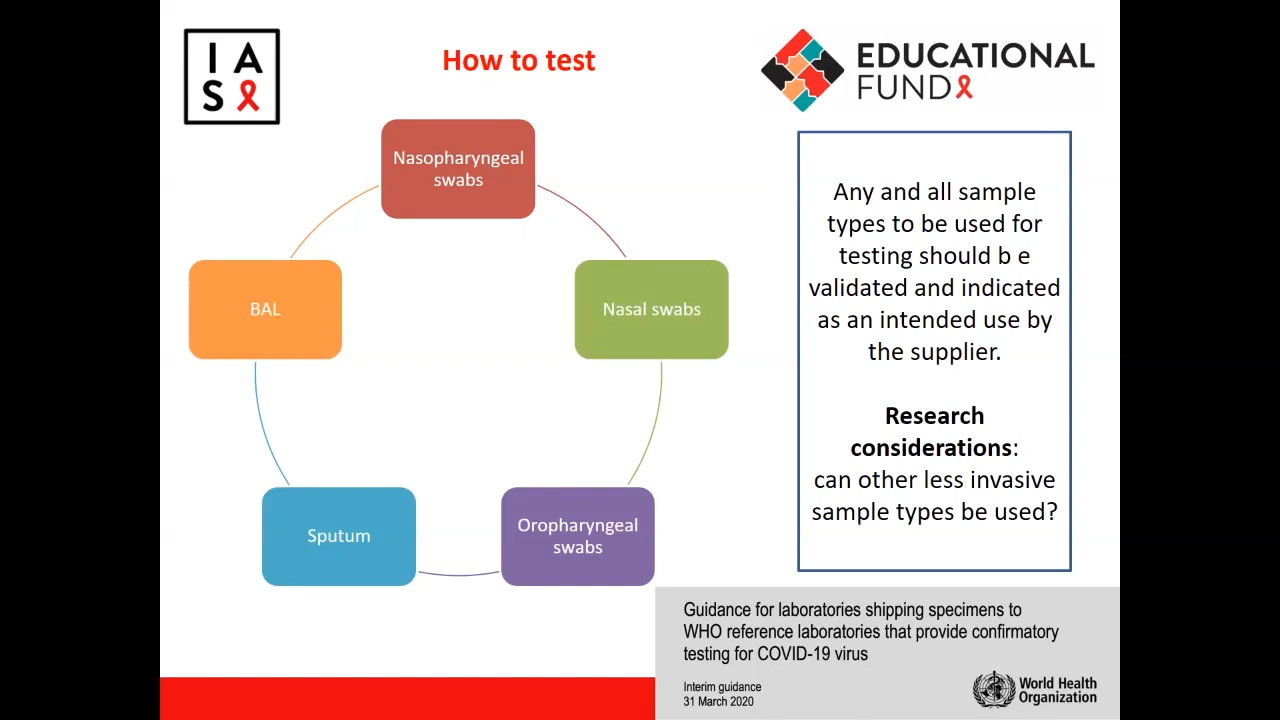 I A
S
How to test
EDUCATIONAL
FUND
Nasopharyngeal
swabs
BAL
Nasal swabs
Sputum
Oropharyngeal
swabs
Any and all sample
types to be used for
testing should b e
validated and indicated
as an intended use by
the supplier.
Research
considerations:
can other less invasive
sample types be used?
Guidance for laboratories shipping specimens to
WHO reference laboratories that provide confirmatory
testing for COVID-19 virus
Interim guidance
31 March 2020
World Health
Organization